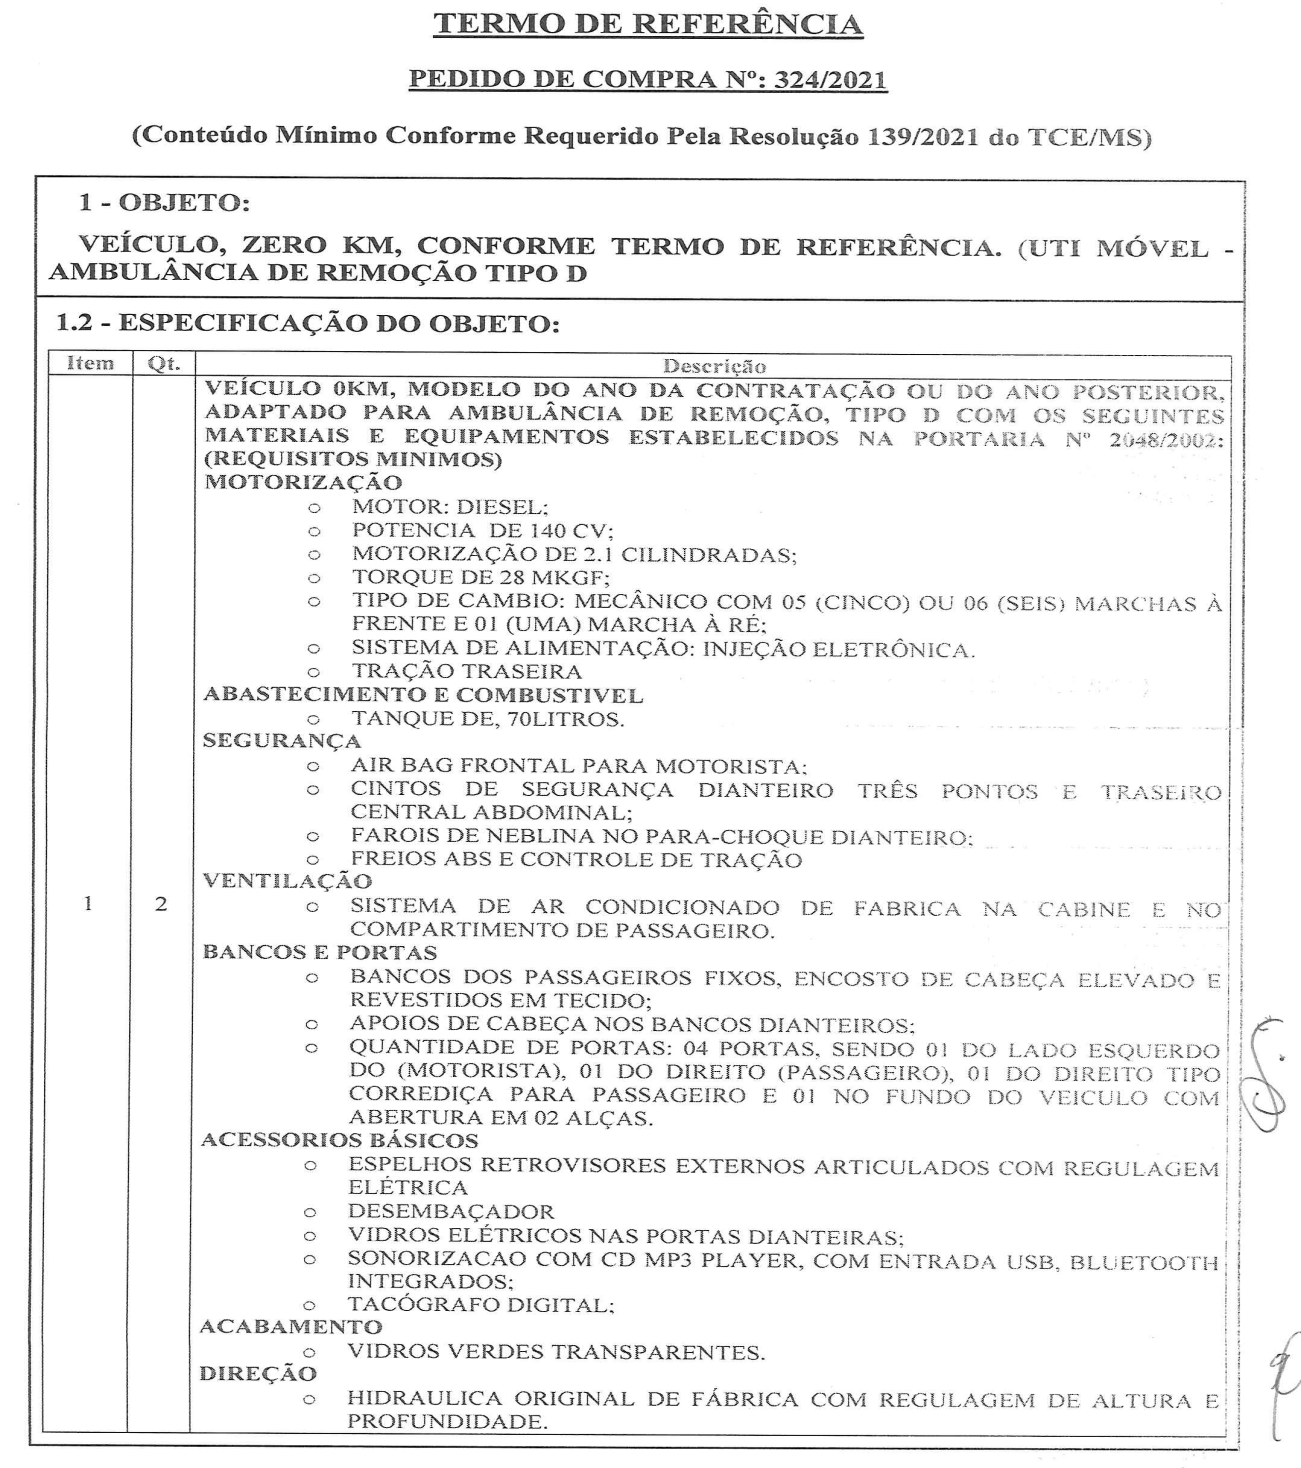 TERMO DE REFERÊNCIA
PEDIDO DE COMPRA Nº: 324/2021
(Conteúdo Mínimo Conforme Requerido Pela Resolução 139/2021 do TCE/MS)
1 - OBJETO:
VEÍCULO, ZERO KM, CONFORME TERMO DE REFERÊNCIA. (UTI MÓVEL -
AMBULÂNCIA DE REMOÇÃO TIPO D
1.2 - ESPECIFICAÇÃO DO OBJETO:
Item Qt. Descrição
VEÍCULO 0KM, MODELO DO ANO DA CONTRATAÇÃO OU DO ANO POSTERIOR,
ADAPTADO PARA AMBULÂNCIA DE REMOÇÃO, TIPO D COM OS SEGUINTES
MATERIAIS E EQUIPAMENTOS ESTABELECIDOS NA PORTARIA Nº 2048/2002:
(REQUISITOS MINIMOS)
MOTORIZAÇÃO
o MOTOR: DIESEL;
o POTENCIA DE 140 CV;
o MOTORIZAÇÃO DE 2.1 CILINDRADAS;
o TORQUE DE 28 MKGF;
o TIPO DE CAMBIO: MECÂNICO COM 05 (CINCO) OU 06 (SEIS) MARCHAS À
FRENTE E 01 (UMA) MARCHA À RÉ;
o SISTEMA DE ALIMENTAÇÃO: INJEÇÃO ELETRÔNICA.
o TRAÇÃO TRASEIRA
ABASTECIMENTO E COMBUSTIVEL
o TANQUE DE, 70LITROS.
SEGURANÇA
o AIR BAG FRONTAL PARA MOTORISTA;
o CINTOS DE SEGURANÇA DIANTEIRO TRÊS PONTOS E TRASEIRO
CENTRAL ABDOMINAL;
o FAROIS DE NEBLINA NO PARA-CHOQUE DIANTEIRO;
o FREIOS ABS E CONTROLE DE TRAÇÃO
VENTILAÇÃO
1 2 o SISTEMA DE AR CONDICIONADO DE FABRICA NA CABINE E NO
COMPARTIMENTO DE PASSAGEIRO.
BANCOS E PORTAS
o BANCOS DOS PASSAGEIROS FIXOS, ENCOSTO DE CABEÇA ELEVADO E
REVESTIDOS EM TECIDO;
o APOIOS DE CABEÇA NOS BANCOS DIANTEIROS;
o QUANTIDADE DE PORTAS: 04 PORTAS, SENDO 01 DO LADO ESQUERDO
DO (MOTORISTA), 01 DO DIREITO (PASSAGEIRO), 01 DO DIREITO TIPO
CORREDIÇA PARA PASSAGEIRO E 01 NO FUNDO DO VEICULO COM
ABERTURA EM 02 ALÇAS.
ACESSORIOS BÁSICOS
o ESPELHOS RETROVISORES EXTERNOS ARTICULADOS COM REGULAGEM
ELÉTRICA
o DESEMBAÇADOR
o VIDROS ELÉTRICOS NAS PORTAS DIANTEIRAS;
o SONORIZACAO COM CD MP3 PLAYER, COM ENTRADA USB, BLUETOOTH
INTEGRADOS;
o TACÓGRAFO DIGITAL;
ACABAMENTO
o VIDROS VERDES TRANSPARENTES.
DIREÇÃO
o HIDRAULICA ORIGINAL DE FÁBRICA COM REGULAGEM DE ALTURA E
PROFUNDIDADE.